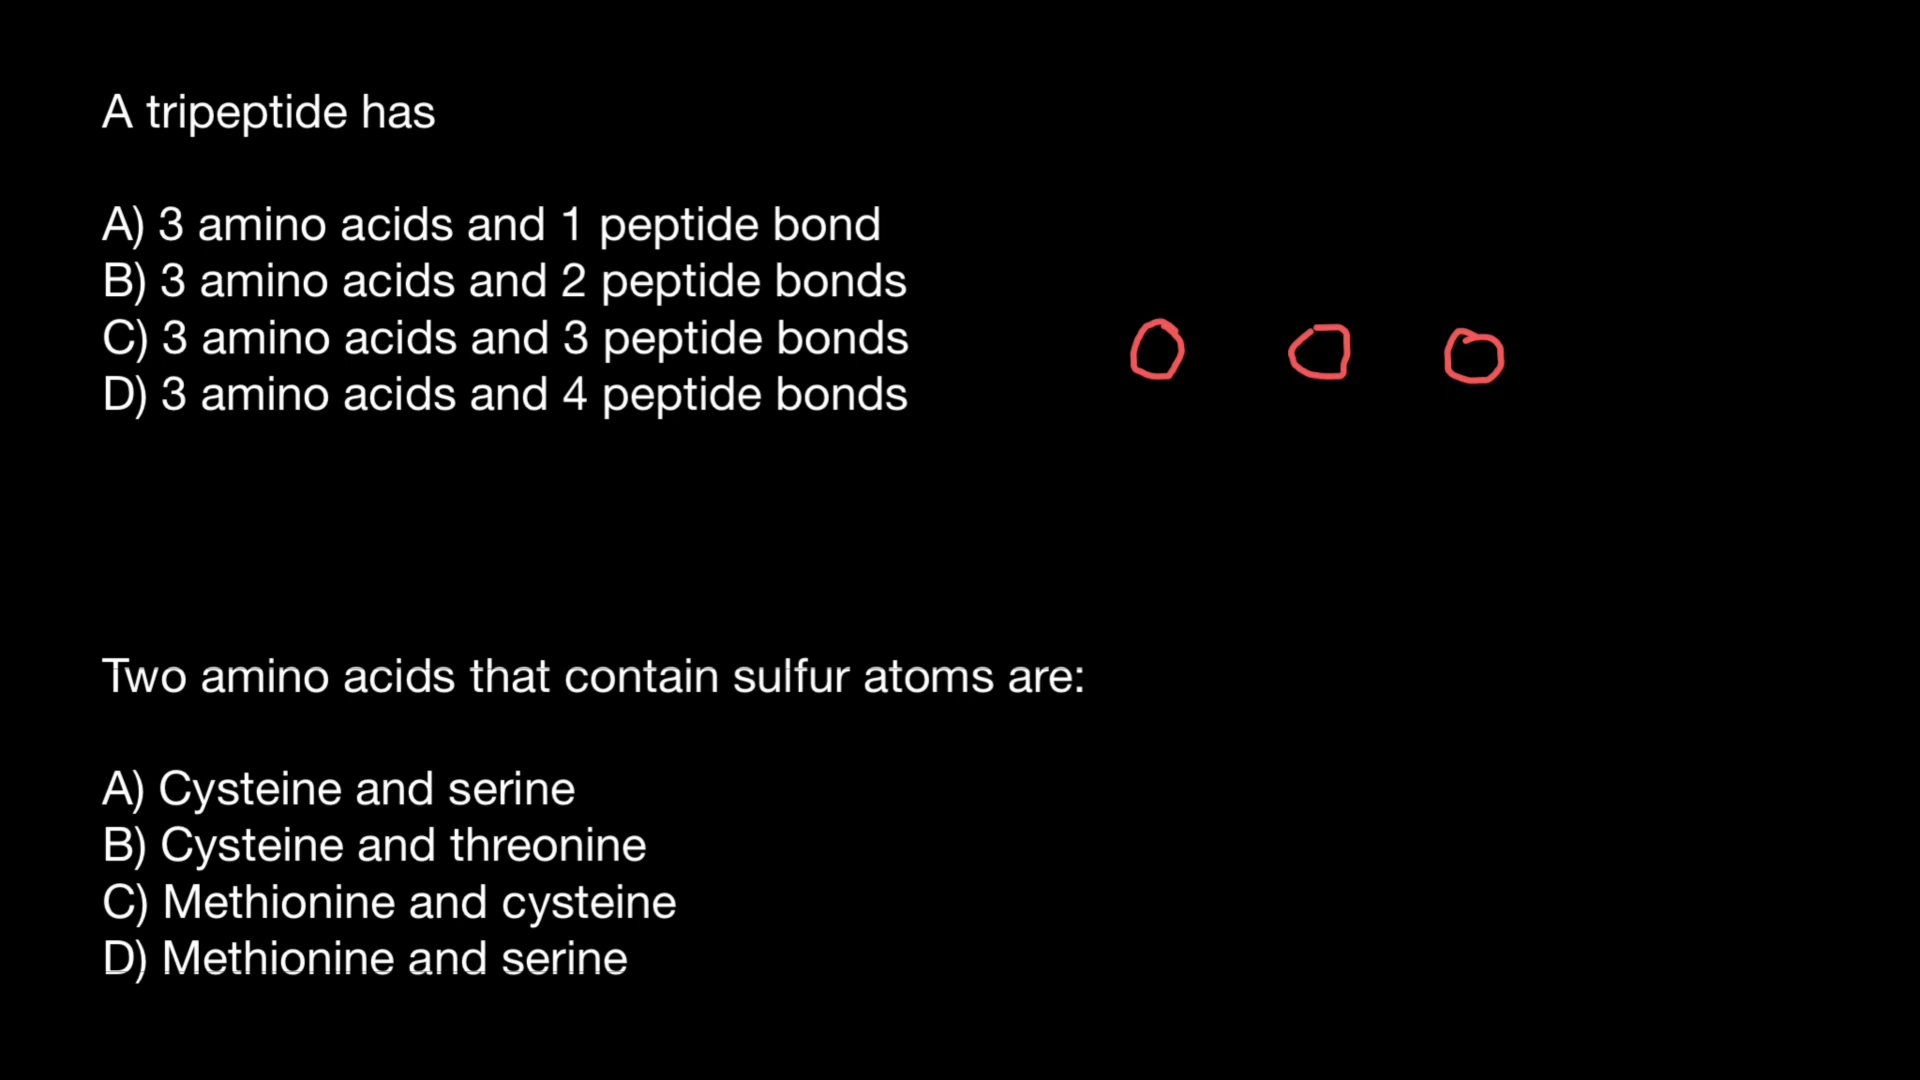 A tripeptide has
A) 3 amino acids and 1 peptide bond
B) 3 amino acids and 2 peptide bonds
C) 3 amino acids and 3 peptide bonds
D) 3 amino acids and 4 peptide bonds
Two amino acids that contain sulfur atoms are:
A) Cysteine and serine
B) Cysteine and threonine
C) Methionine and cysteine
D) Methionine and serine